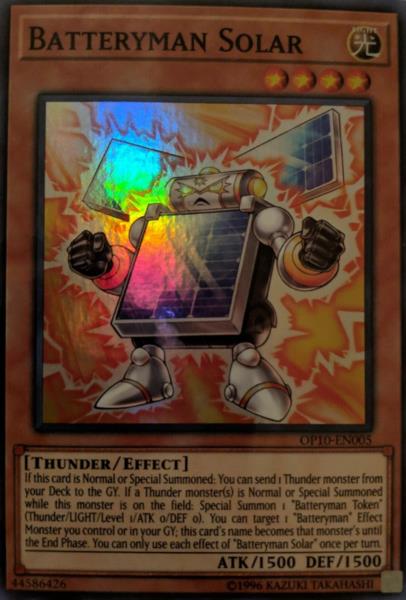 BATTERYMAN SOLAR
LIGHT
光
OP10-EN005
[THUNDER/EFFECT]
If this card is Normal or Special Summoned: You can send 1 Thunder monster from
your Deck to the GY. If a Thunder monster(s) is Normal or Special Summoned
while this monster is on the field: Special Summon 1 "Batteryman Token"
(Thunder/LIGHT/Level 1/ATK 0/DEF 0). You can target 1 "Batteryman" Effect
Monster you control or in your GY; this card's name becomes that monster's until
the End Phase. You can only use each effect of "Batteryman Solar" once per turn.
ATK/1500 DEF/1500
44586426
©1996 KAZUKI TAKAHASHI